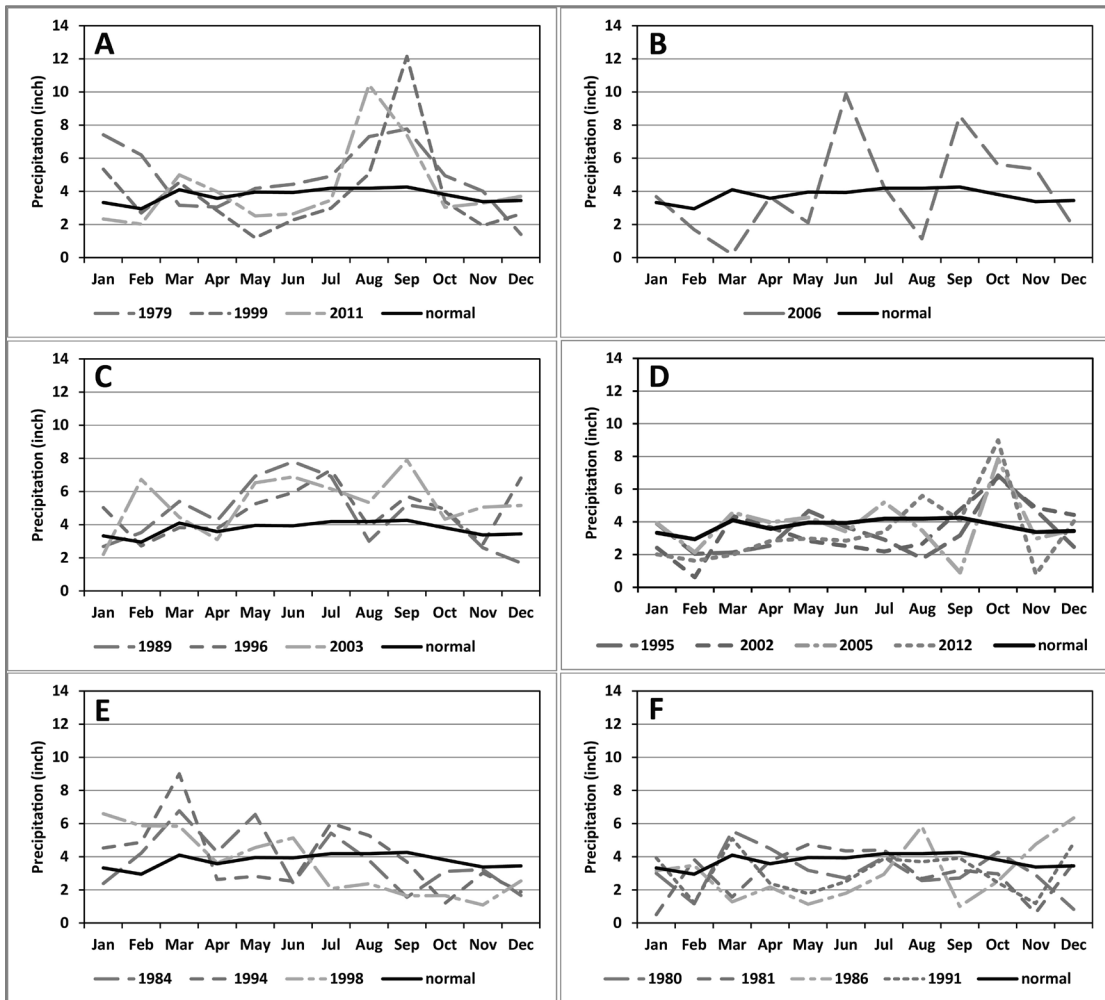 A
Precipitation (inch)
14
12
10
8
6
4
2
0
Jan Feb Mar Apr May Jun Jul Aug Sep Oct Nov Dec
1979 1999 2011 normal
B
Precipitation (inch)
14
12
10
8
6
4
2
0
Jan Feb Mar Apr May Jun Jul Aug Sep Oct Nov Dec
2006 normal
C
Precipitation (inch)
14
12
10
8
6
4
2
0
Jan Feb Mar Apr May Jun Jul Aug Sep Oct Nov Dec
1989 1996 2003 normal
D
Precipitation (inch)
14
12
10
8
6
4
2
0
Jan Feb Mar Apr May Jun Jul Aug Sep Oct Nov Dec
1995 2002 2005 2012 normal
E
Precipitation (inch)
14
12
10
8
6
4
2
0
Jan Feb Mar Apr May Jun Jul Aug Sep Oct Nov Dec
1984 1994 1998 normal
F
Precipitation (inch)
14
12
10
8
6
4
2
0
Jan Feb Mar Apr May Jun Jul Aug Sep Oct Nov Dec
1980 1981 1986 1991 normal